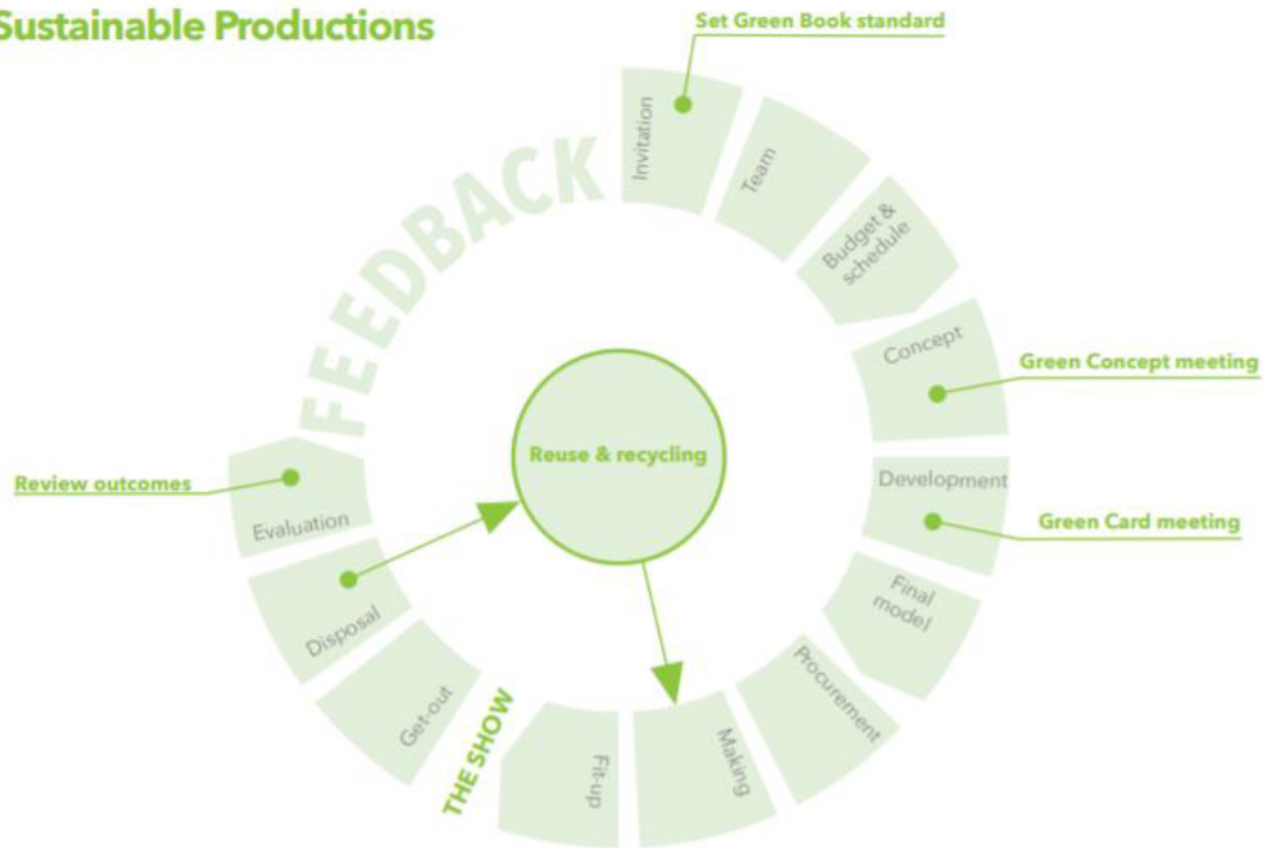 Sustainable Productions
Set Green Book standard
Invitation
Team
Budget &
schedule
Concept
Green Concept meeting
Development
Green Card meeting
Final
model
Procurement
Making
Fit-up
THE SHOW
Get-out
Disposal
Evaluation
Review outcomes
FEEDBACK
Reuse & recycling